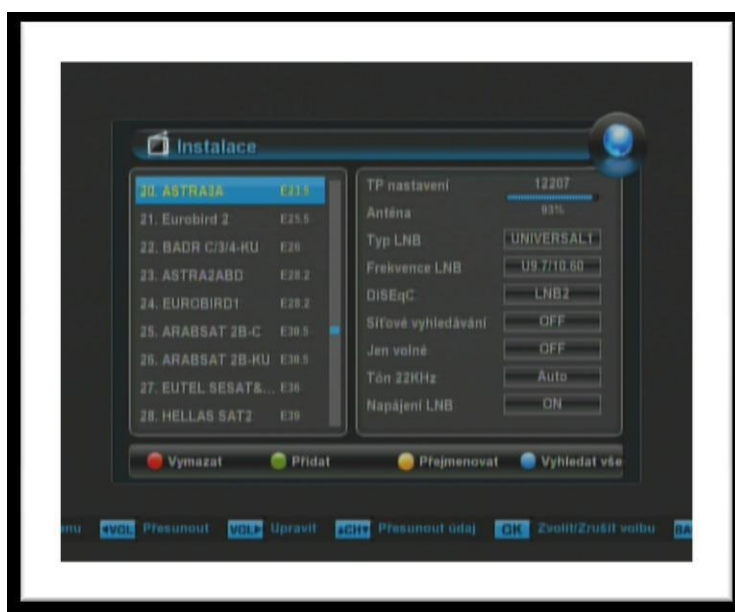 Instalace
20. ASTRA3A E23.5
21. Eurobird 2 E25.5
22. BADR C/3/4-KU E26
23. ASTRA2ABD E28.2
24. EUROBIRD1 E28.2
25. ARABSAT 2B-C E30.5
26. ARABSAT 2B-KU E30.5
27. EUTEL SESAT&... E36
28. HELLAS SAT2 E39
TP nastavení 12207
Anténa 93%
Typ LNB UNIVERSAL1
Frekvence LNB U9.7/10.60
DiSEqC LNB2
Síťové vyhledávání OFF
Jen volné OFF
Tón 22KHz Auto
Napájení LNB ON
Vymazat Přidat Přejmenovat Vyhledat vše
mu ◄VOL Přesunout VOL► Upravit ▲CH▼ Přesunout údaj OK Zvolit/Zrušit volbu BA